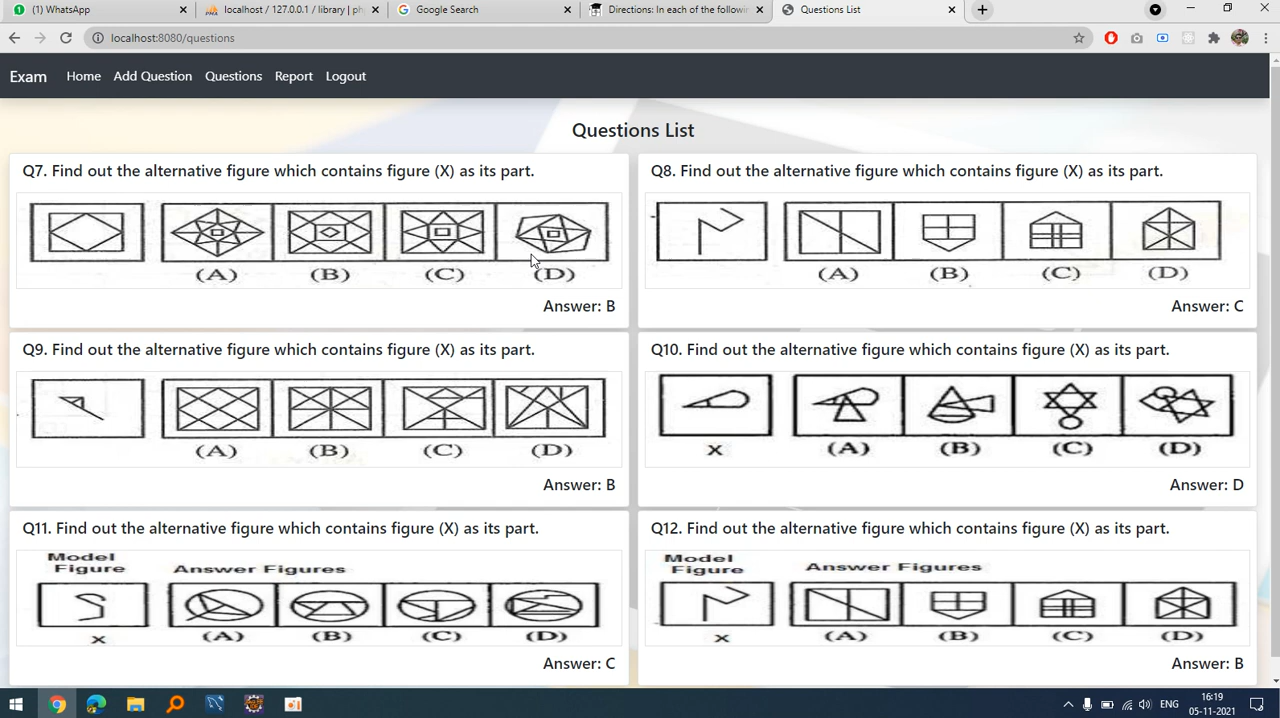 (1) WhatsApp
localhost / 127.0.0.1 / library | ph
Google Search
Directions: In each of the followin
Questions List
localhost:8080/questions
Exam Home Add Question Questions Report Logout
Questions List
Q7. Find out the alternative figure which contains figure (X) as its part.
(A) (B) (C) (D)
Answer: B
Q8. Find out the alternative figure which contains figure (X) as its part.
(A) (B) (C) (D)
Answer: C
Q9. Find out the alternative figure which contains figure (X) as its part.
(A) (B) (C) (D)
Answer: B
Q10. Find out the alternative figure which contains figure (X) as its part.
x (A) (B) (C) (D)
Answer: D
Q11. Find out the alternative figure which contains figure (X) as its part.
Model
Figure Answer Figures
x (A) (B) (C) (D)
Answer: C
Q12. Find out the alternative figure which contains figure (X) as its part.
Model
Figure Answer Figures
x (A) (B) (C) (D)
Answer: B
ENG
16:19
05-11-2021